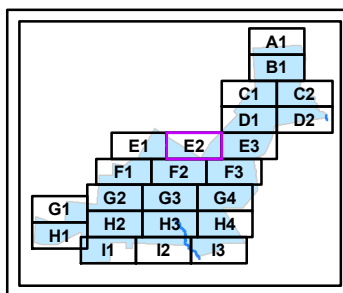 A1
B1
C1 C2
D1 D2
E1 E2 E3
F1 F2 F3
G1 G2 G3 G4
H1 H2 H3 H4
I1 I2 I3